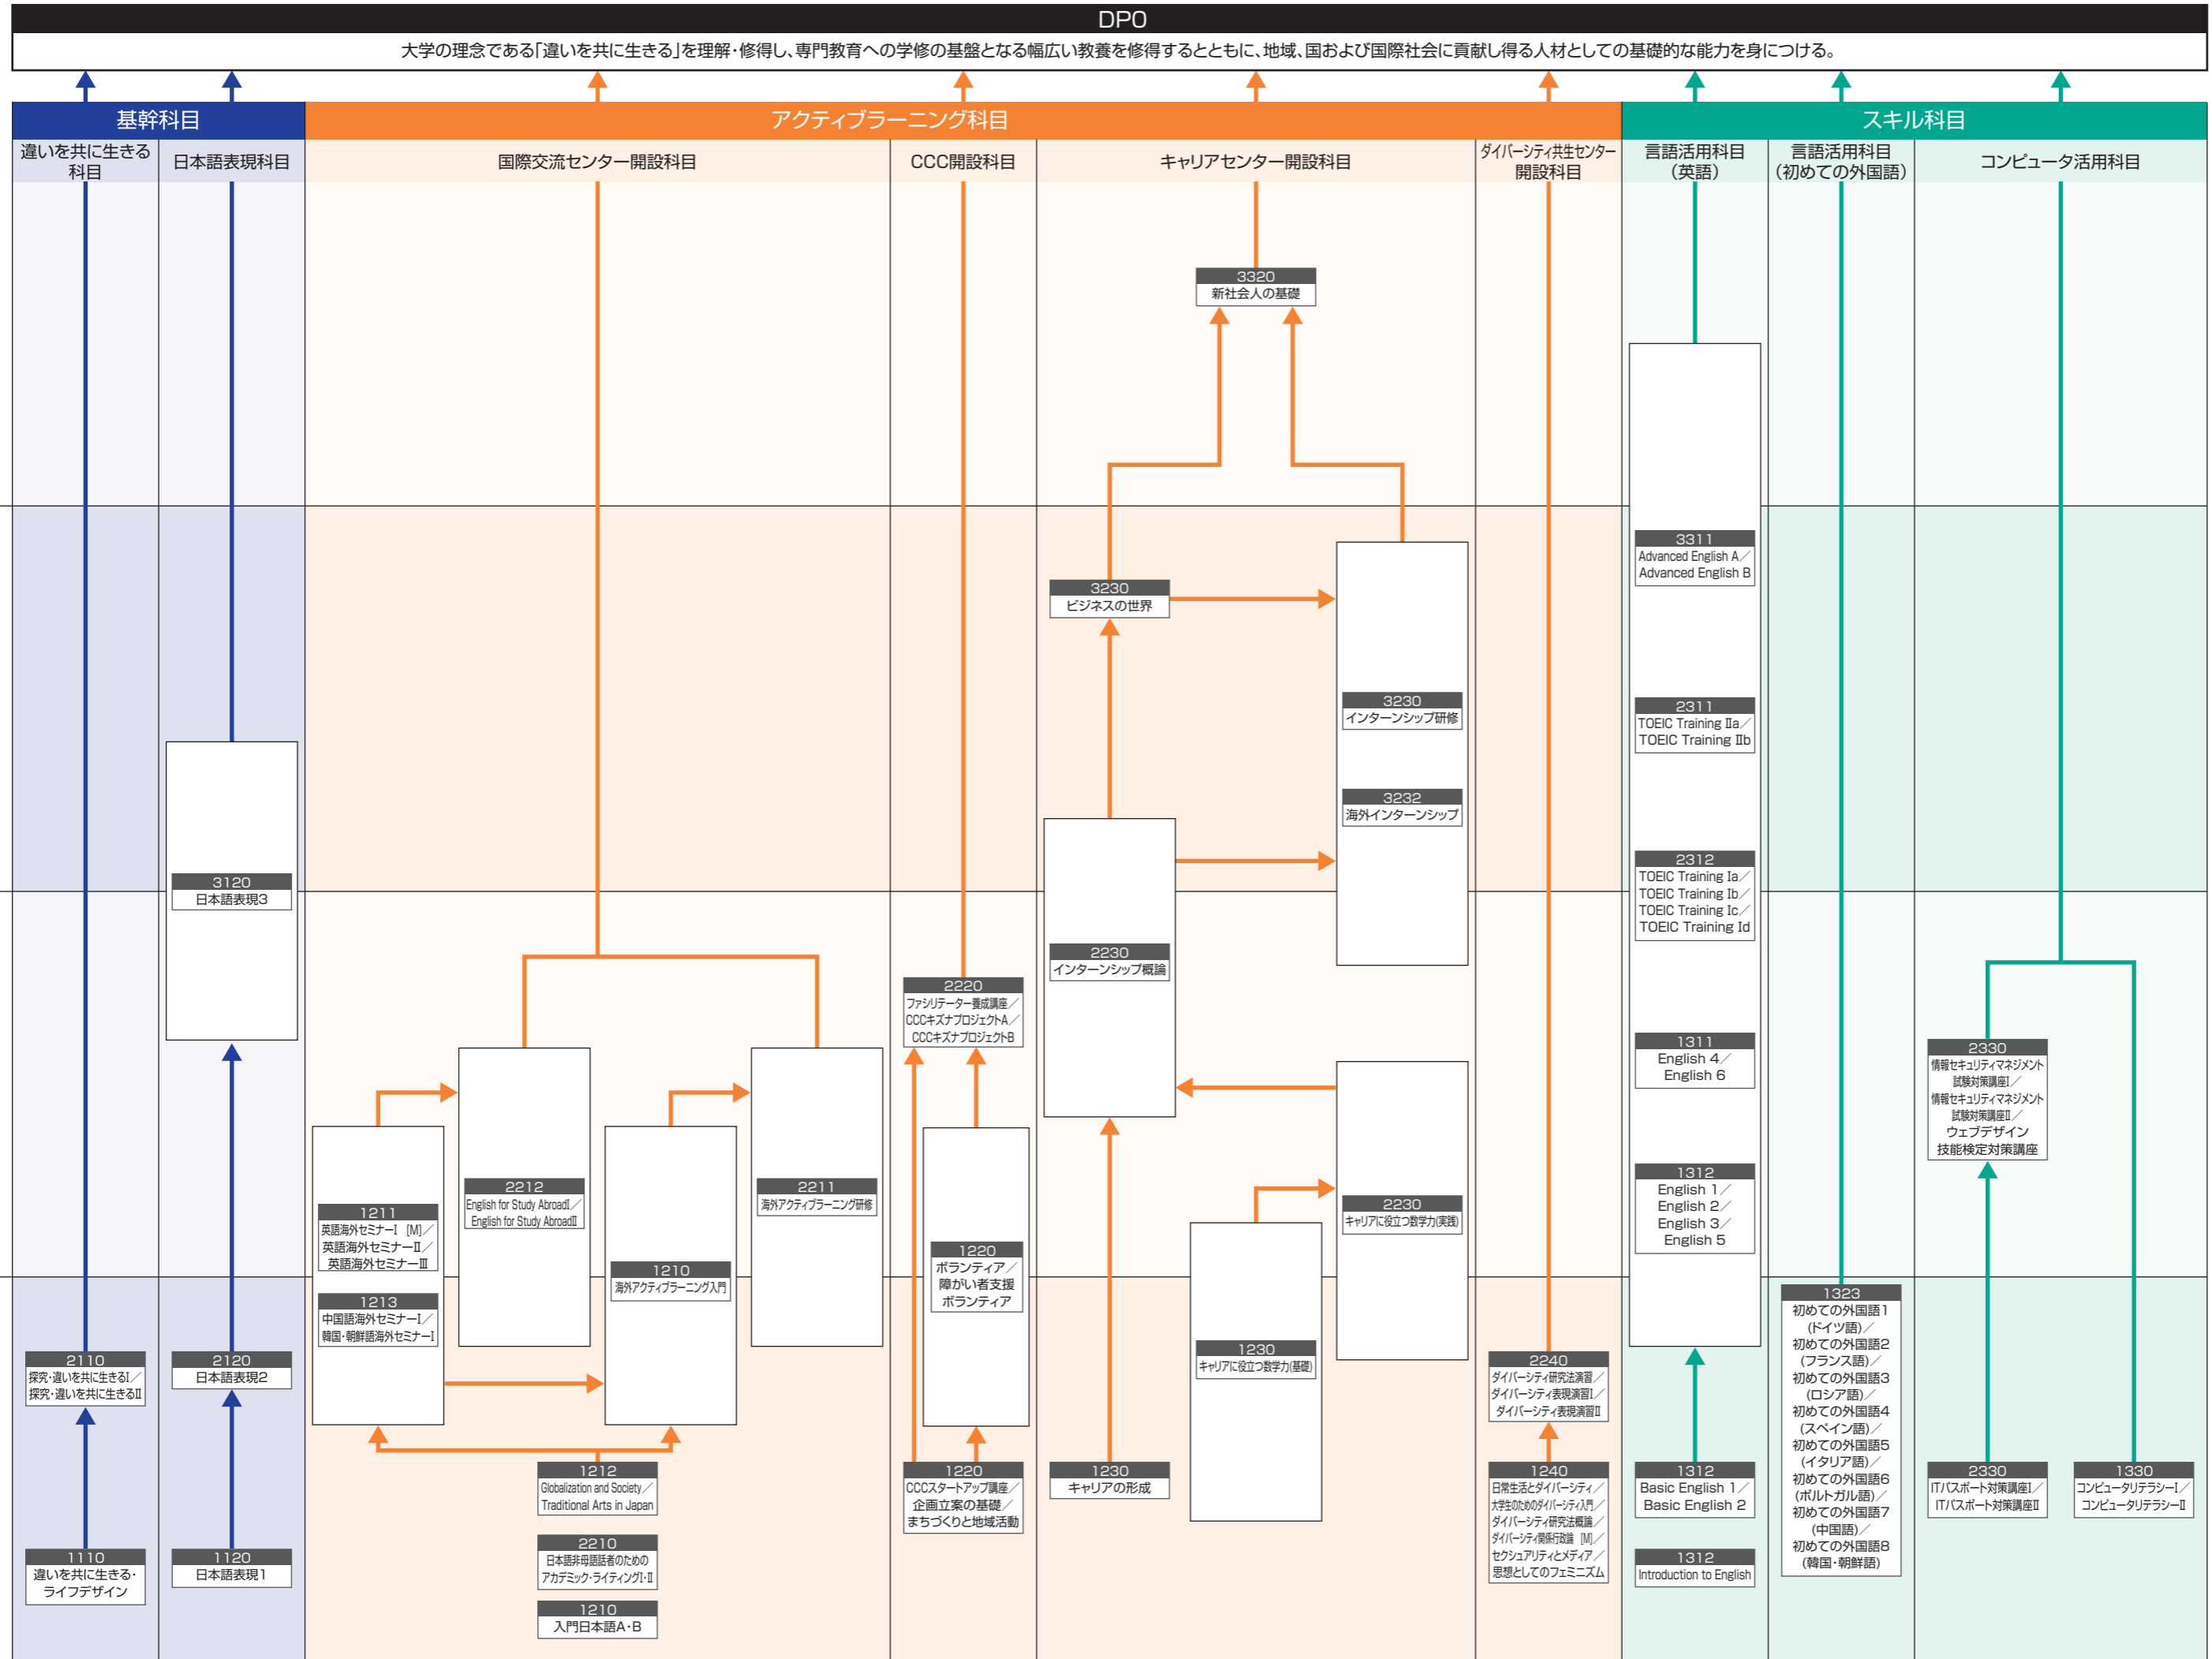 DP0
大学の理念である「違いを共に生きる」を理解・修得し、専門教育への学修の基盤となる幅広い教養を修得するとともに、地域、国および国際社会に貢献し得る人材としての基礎的な能力を身につける。
基幹科目
アクティブラーニング科目
スキル科目
違いを共に生きる
科目
日本語表現科目
国際交流センター開設科目
CCC開設科目
キャリアセンター開設科目
ダイバーシティ共生センター
開設科目
言語活用科目
(英語)
言語活用科目
(初めての外国語)
コンピュータ活用科目
2110
探究・違いを共に生きるⅠ／
探究・違いを共に生きるⅡ
1110
違いを共に生きる・
ライフデザイン
3120
日本語表現3
2120
日本語表現2
1120
日本語表現1
1211
英語海外セミナーⅠ [M]／
英語海外セミナーⅡ／
英語海外セミナーⅢ
1213
中国語海外セミナーⅠ／
韓国・朝鮮語海外セミナーⅠ
2212
English for Study AbroadⅠ／
English for Study AbroadⅡ
1210
海外アクティブラーニング入門
2211
海外アクティブラーニング研修
1212
Globalization and Society／
Traditional Arts in Japan
2210
日本語非母語話者のための
アカデミック・ライティングⅠ・Ⅱ
1210
入門日本語A・B
2220
ファシリテーター養成講座／
CCCキズナプロジェクトA／
CCCキズナプロジェクトB
1220
ボランティア／
障がい者支援
ボランティア
1220
CCCスタートアップ講座／
企画立案の基礎／
まちづくりと地域活動
3320
新社会人の基礎
3230
ビジネスの世界
3230
インターンシップ研修
3232
海外インターンシップ
2230
インターンシップ概論
2230
キャリアに役立つ数学力(実践)
1230
キャリアに役立つ数学力(基礎)
1230
キャリアの形成
2240
ダイバーシティ研究法演習／
ダイバーシティ表現演習Ⅰ／
ダイバーシティ表現演習Ⅱ
1240
日常生活とダイバーシティ／
大学生のためのダイバーシティ入門／
ダイバーシティ研究法概論／
ダイバーシティ関係行政論 [M]／
セクシュアリティとメディア／
思想としてのフェミニズム
3311
Advanced English A／
Advanced English B
2311
TOEIC Training Ⅱa／
TOEIC Training Ⅱb
2312
TOEIC Training Ⅰa／
TOEIC Training Ⅰb／
TOEIC Training Ⅰc／
TOEIC Training Ⅰd
1311
English 4／
English 6
1312
English 1／
English 2／
English 3／
English 5
1312
Basic English 1／
Basic English 2
1312
Introduction to English
1323
初めての外国語1
(ドイツ語)／
初めての外国語2
(フランス語)／
初めての外国語3
(ロシア語)／
初めての外国語4
(スペイン語)／
初めての外国語5
(イタリア語)／
初めての外国語6
(ポルトガル語)／
初めての外国語7
(中国語)／
初めての外国語8
(韓国・朝鮮語)
2330
情報セキュリティマネジメント
試験対策講座Ⅰ／
情報セキュリティマネジメント
試験対策講座Ⅱ／
ウェブデザイン
技能検定対策講座
2330
ITパスポート対策講座Ⅰ／
ITパスポート対策講座Ⅱ
1330
コンピュータリテラシーⅠ／
コンピュータリテラシーⅡ